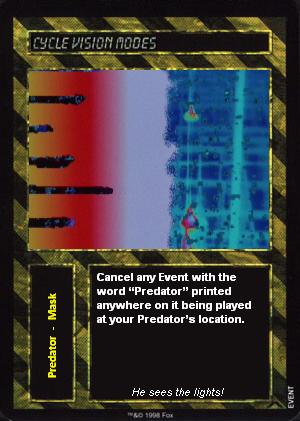 CYCLE VISION MODES
Cancel any Event with the
word “Predator” printed
anywhere on it being played
at your Predator’s location.
Predator - Mask
He sees the lights!
EVENT
™&© 1998 Fox